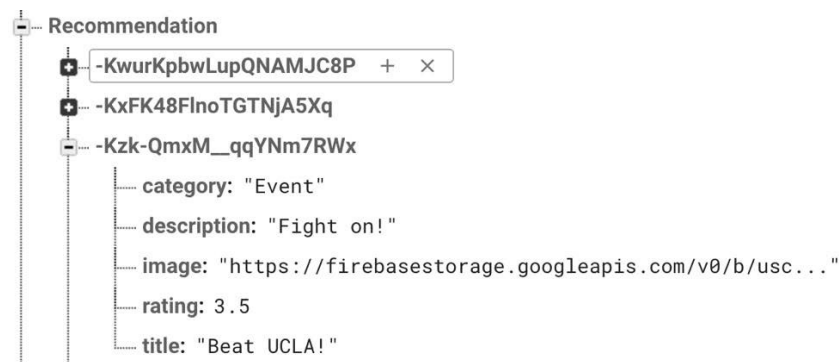 Recommendation
-KwurKpbwLupQNAMJC8P + ×
-KxFK48FlnoTGTNjA5Xq
-Kzk-QmxM__qqYNm7RWx
category: "Event"
description: "Fight on!"
image: "https://firebasestorage.googleapis.com/v0/b/usc..."
rating: 3.5
title: "Beat UCLA!"